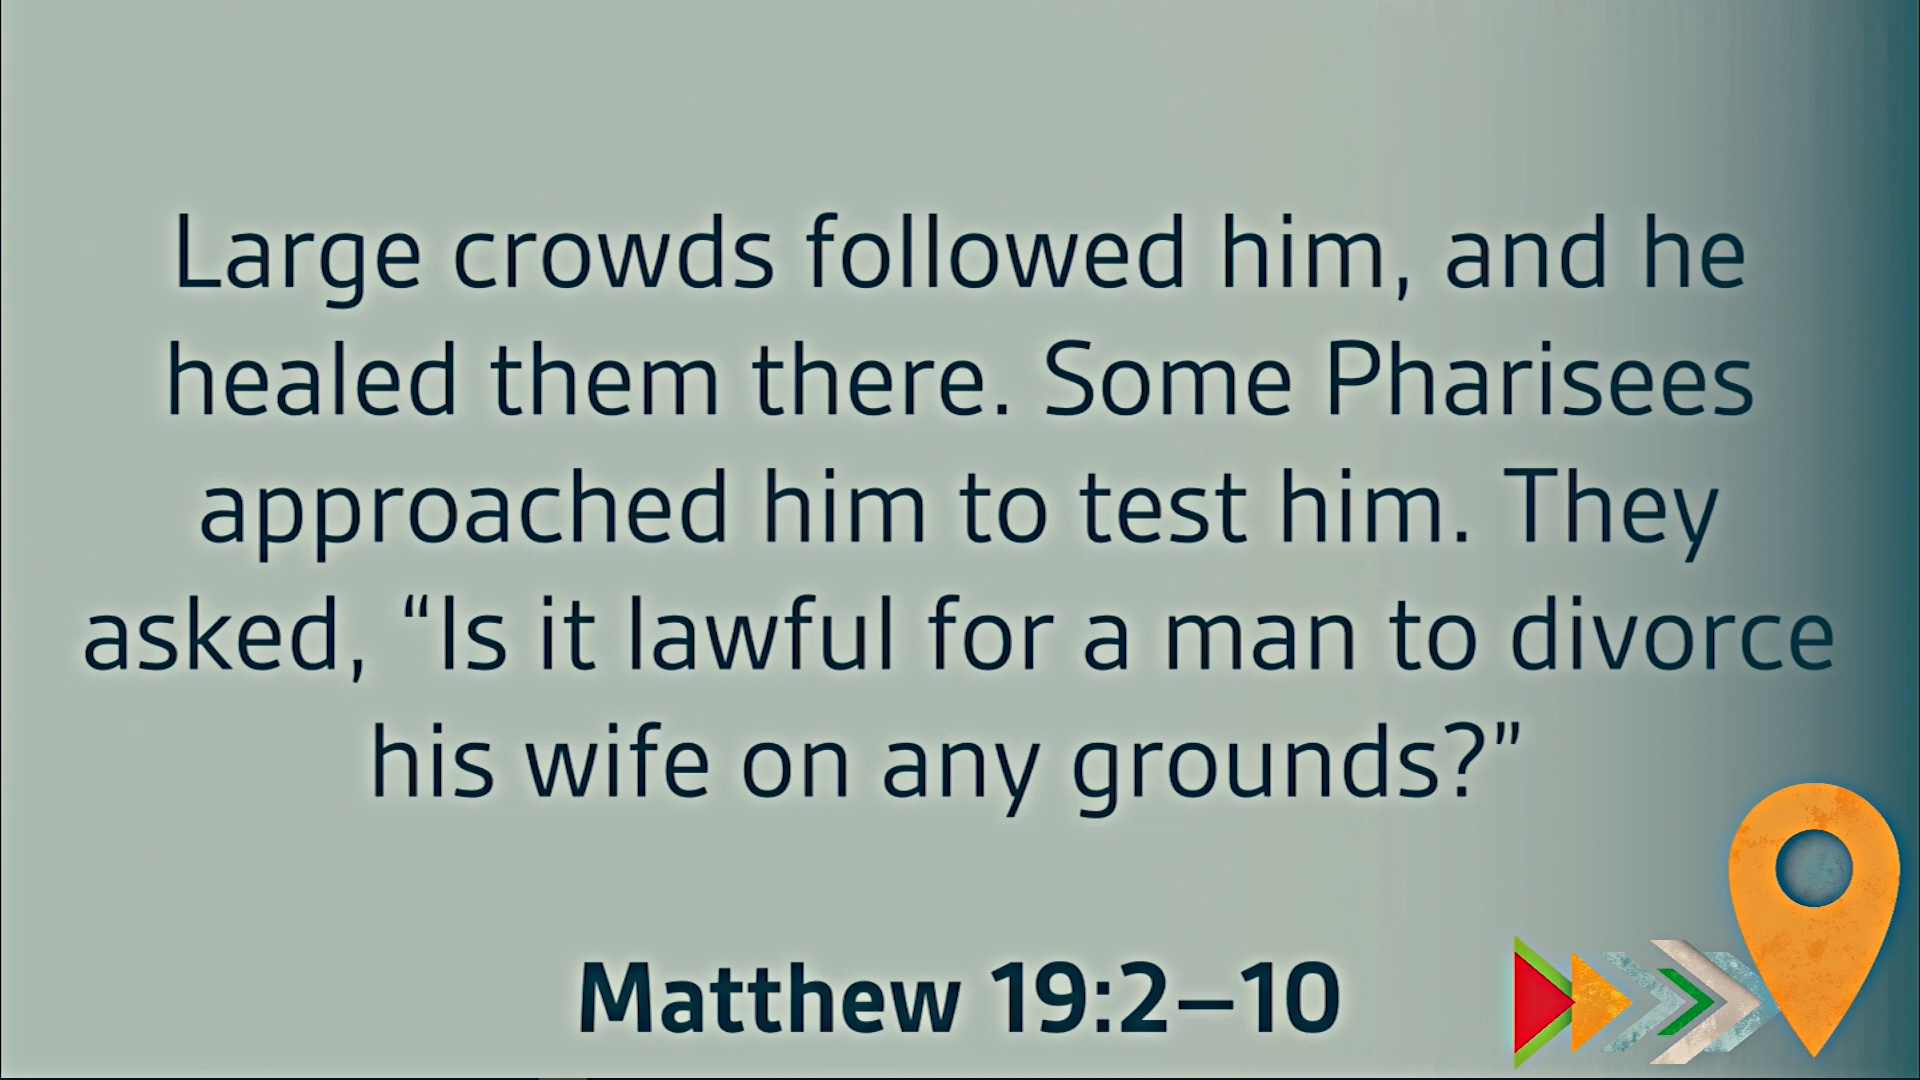 Large crowds followed him, and he
healed them there. Some Pharisees
approached him to test him. They
asked, “Is it lawful for a man to divorce
his wife on any grounds?”
Matthew 19:2–10